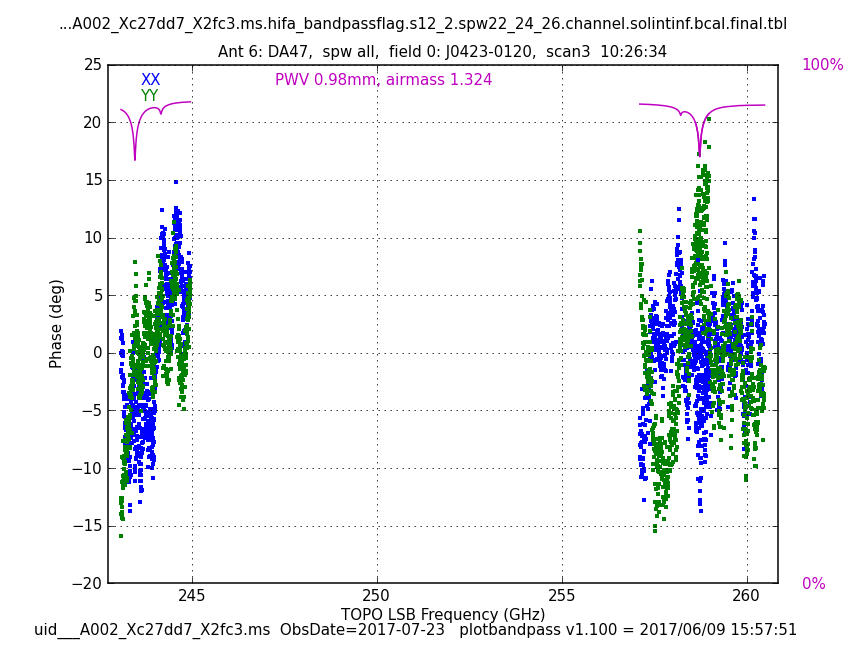 ...A002_Xc27dd7_X2fc3.ms.hifa_bandpassflag.s12_2.spw22_24_26.channel.solintinf.bcal.final.tbl
Ant 6: DA47,  spw all,  field 0: J0423-0120,  scan3  10:26:34
XX
YY
PWV 0.98mm, airmass 1.324
100%
0%
25
20
15
10
5
0
−5
−10
−15
−20
Phase (deg)
245
250
255
260
TOPO LSB Frequency (GHz)
uid___A002_Xc27dd7_X2fc3.ms  ObsDate=2017-07-23   plotbandpass v1.100 = 2017/06/09 15:57:51